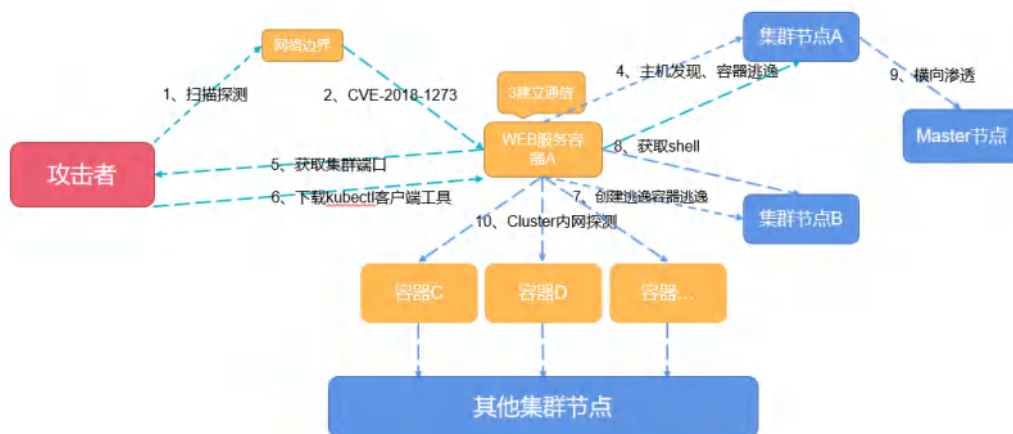 网络边界
集群节点A
4、主机发现、容器逃逸
9、横向渗透
1、扫描探测
2、CVE-2018-1273
3建立通信
WEB服务容
器A
Master节点
8、获取shell
攻击者
5、获取集群端口
6、下载kubectl客户端工具
7、创建逃逸容器逃逸
集群节点B
10、Cluster内网探测
容器C
容器D
容器...
其他集群节点